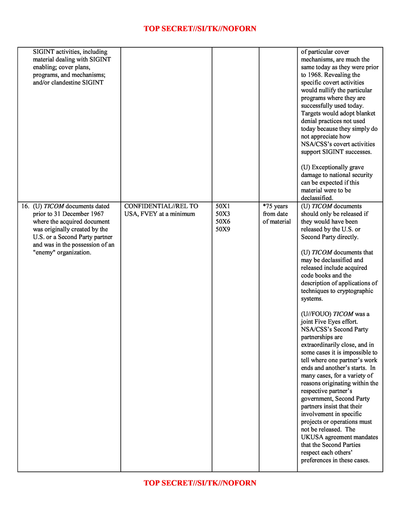 TOP SECRET//SI/TK//NOFORN
SIGINT activities, including
material dealing with SIGINT
enabling; cover plans,
programs, and mechanisms;
and/or clandestine SIGINT
of particular cover
mechanisms, are much the
same today as they were prior
to 1968. Revealing the
specific covert activities
would nullify the particular
programs where they are
successfully used today.
Targets would adopt blanket
denial practices not used
today because they simply do
not appreciate how
NSA/CSS's covert activities
support SIGINT successes.
(U) Exceptionally grave
damage to national security
can be expected if this
material were to be
declassified.
16. (U) TICOM documents dated
prior to 31 December 1967
where the acquired document
was originally created by the
U.S. or a Second Party partner
and was in the possession of an
"enemy" organization.
CONFIDENTIAL//REL TO
USA, FVEY at a minimum
50X1
50X3
50X6
50X9
*75 years
from date
of material
(U) TICOM documents
should only be released if
they would have been
released by the U.S. or
Second Party directly.
(U) TICOM documents that
may be declassified and
released include acquired
code books and the
description of applications of
techniques to cryptographic
systems.
(U//FOUO) TICOM was a
joint Five Eyes effort.
NSA/CSS's Second Party
partnerships are
extraordinarily close, and in
some cases it is impossible to
tell where one partner's work
ends and another's starts. In
many cases, for a variety of
reasons originating within the
respective partner's
government, Second Party
partners insist that their
involvement in specific
projects or operations must
not be released. The
UKUSA agreement mandates
that the Second Parties
respect each others'
preferences in these cases.
TOP SECRET//SI/TK//NOFORN